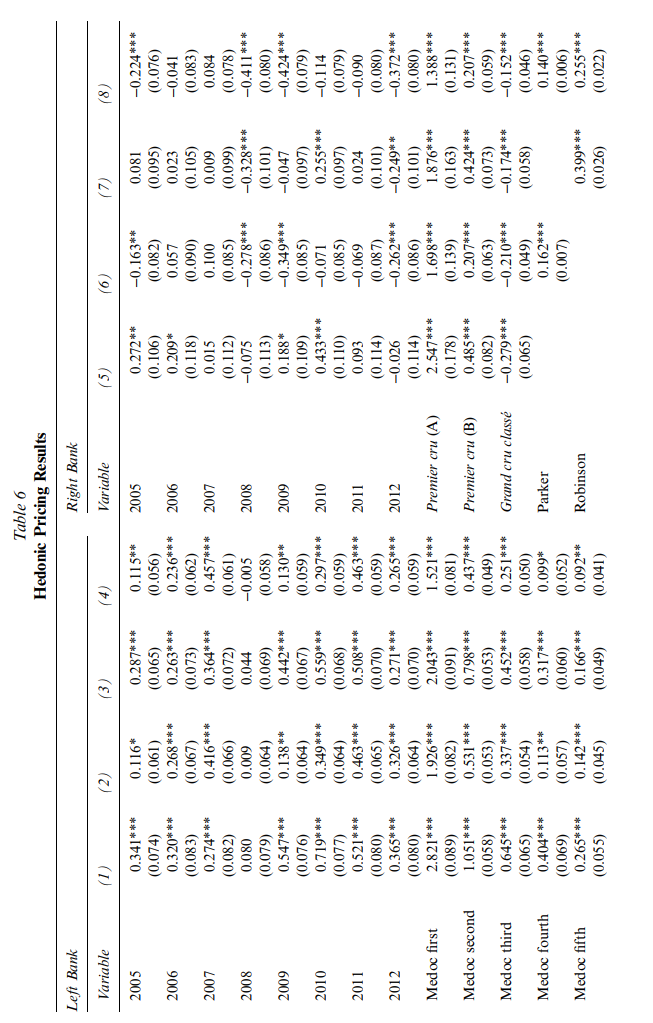 Table 6
Hedonic Pricing Results
Left Bank Right Bank
Variable (1) (2) (3) (4) Variable (5) (6) (7) (8)
2005 0.341*** 0.116* 0.287*** 0.115** 2005 0.272** −0.163** 0.081 −0.224***
(0.074) (0.061) (0.065) (0.056) (0.106) (0.082) (0.095) (0.076)
2006 0.320*** 0.268*** 0.263*** 0.236*** 2006 0.209* 0.057 0.023 −0.041
(0.083) (0.067) (0.073) (0.062) (0.118) (0.090) (0.105) (0.083)
2007 0.274*** 0.416*** 0.364*** 0.457*** 2007 0.015 0.100 0.009 0.084
(0.082) (0.066) (0.072) (0.061) (0.112) (0.085) (0.099) (0.078)
2008 0.080 0.009 0.044 −0.005 2008 −0.075 −0.278*** −0.328*** −0.411***
(0.079) (0.064) (0.069) (0.058) (0.113) (0.086) (0.101) (0.080)
2009 0.547*** 0.138** 0.442*** 0.130** 2009 0.188* −0.349*** −0.047 −0.424***
(0.076) (0.064) (0.067) (0.059) (0.109) (0.085) (0.097) (0.079)
2010 0.719*** 0.349*** 0.559*** 0.297*** 2010 0.433*** −0.071 0.255*** −0.114
(0.077) (0.064) (0.068) (0.059) (0.110) (0.085) (0.097) (0.079)
2011 0.521*** 0.463*** 0.508*** 0.463*** 2011 0.093 −0.069 0.024 −0.090
(0.080) (0.065) (0.070) (0.059) (0.114) (0.087) (0.101) (0.080)
2012 0.365*** 0.326*** 0.271*** 0.265*** 2012 −0.026 −0.262*** −0.249** −0.372***
(0.080) (0.064) (0.070) (0.059) (0.114) (0.086) (0.101) (0.080)
Medoc first 2.821*** 1.926*** 2.043*** 1.521*** Premier cru (A) 2.547*** 1.698*** 1.876*** 1.388***
(0.089) (0.082) (0.091) (0.081) (0.178) (0.139) (0.163) (0.131)
Medoc second 1.051*** 0.531*** 0.798*** 0.437*** Premier cru (B) 0.485*** 0.207*** 0.424*** 0.207***
(0.058) (0.053) (0.053) (0.049) (0.082) (0.063) (0.073) (0.059)
Medoc third 0.645*** 0.337*** 0.452*** 0.251*** Grand cru classé −0.279*** −0.210*** −0.174*** −0.152***
(0.065) (0.054) (0.058) (0.050) (0.065) (0.049) (0.058) (0.046)
Medoc fourth 0.404*** 0.113** 0.317*** 0.099* Parker 0.162*** 0.140***
(0.069) (0.057) (0.060) (0.052) (0.007) (0.006)
Medoc fifth 0.265*** 0.142*** 0.166*** 0.092** Robinson 0.399*** 0.255***
(0.055) (0.045) (0.049) (0.041) (0.026) (0.022)